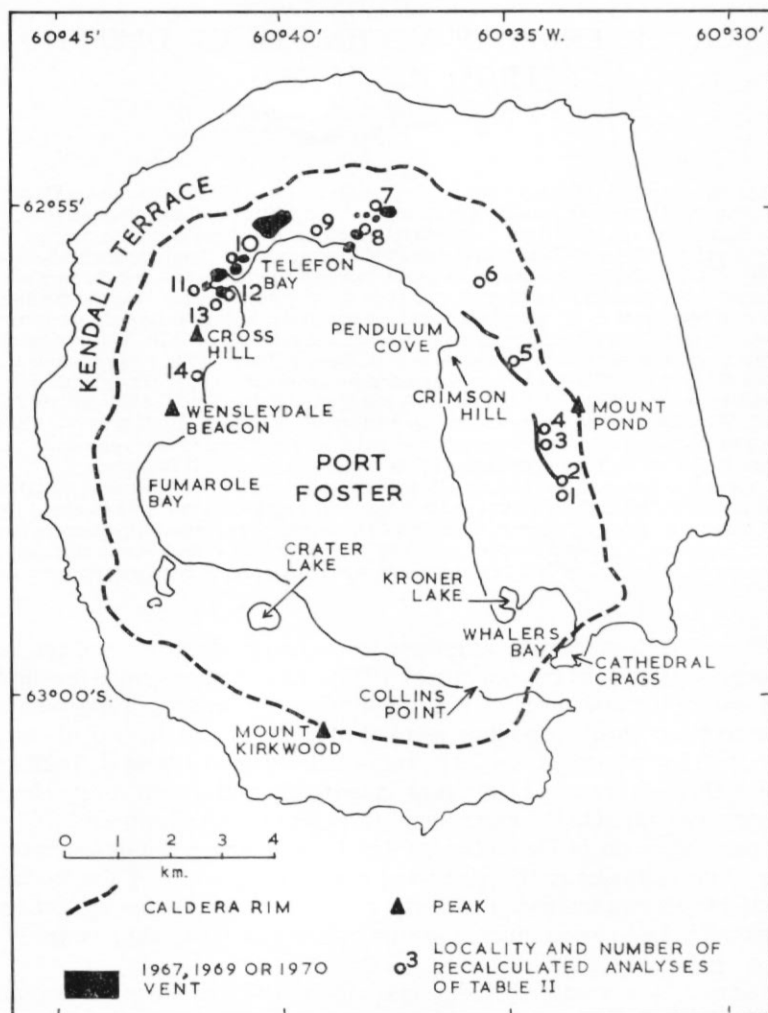 60°45′ 60°40′ 60°35′W. 60°30′
62°55′
KENDALL TERRACE
7
10
9
8
TELEFON
BAY
6
11
12
13
CROSS
HILL
PENDULUM
COVE
5
14
CRIMSON
HILL
MOUNT
POND
WENSLEYDALE
BEACON
4
3
PORT
FOSTER
FUMAROLE
BAY
2
1
CRATER
LAKE
KRONER
LAKE
WHALERS
BAY
CATHEDRAL
CRAGS
63°00′S.
COLLINS
POINT
MOUNT
KIRKWOOD
0 1 2 4
km.
CALDERA RIM
PEAK
1967, 1969 OR 1970
VENT
3
LOCALITY AND NUMBER OF
RECALCULATED ANALYSES
OF TABLE II